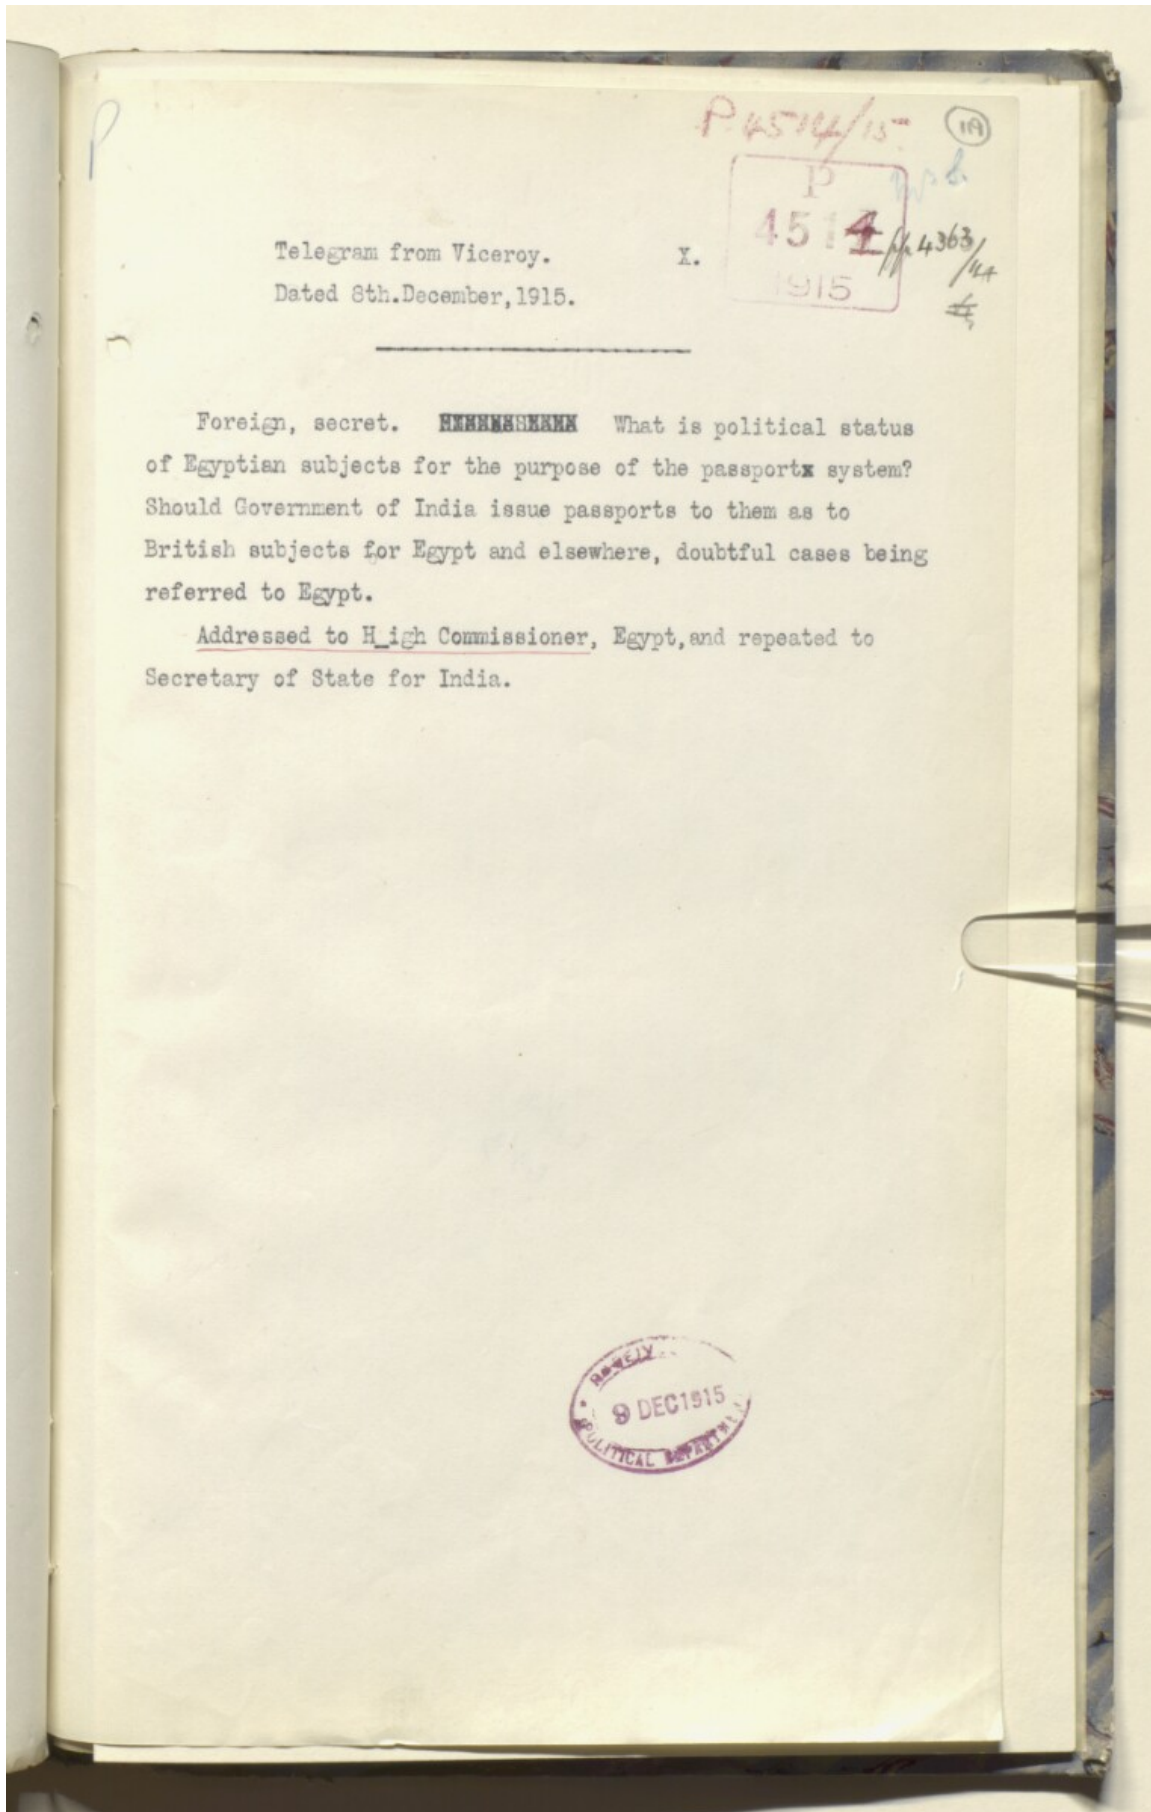 P
P. 4514/15
119
P
4514
1915
4363
Telegram from Viceroy. X.
Dated 8th.December,1915.
Foreign, secret. What is political status
of Egyptian subjects for the purpose of the passportx system?
Should Government of India issue passports to them as to
British subjects for Egypt and elsewhere, doubtful cases being
referred to Egypt.
Addressed to H_igh Commissioner, Egypt,and repeated to
Secretary of State for India.
9 DEC 1915
POLITICAL DEPARTMEN